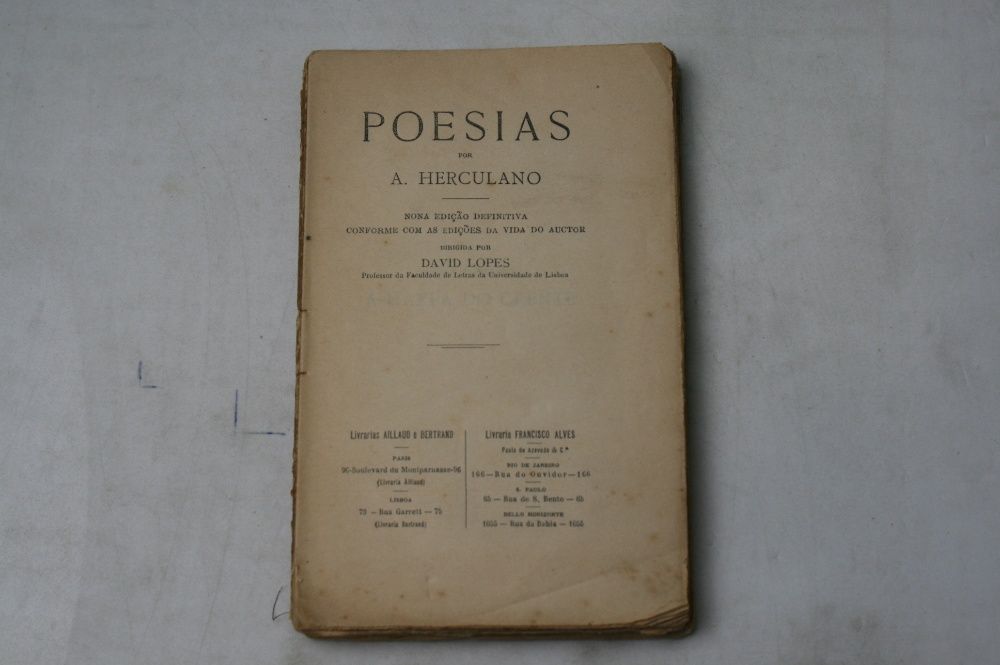 POESIAS
POR
A. HERCULANO
NONA EDIÇÃO DEFINITIVA
CONFORME COM AS EDIÇÕES DA VIDA DO AUCTOR
DIRIGIDA POR
DAVID LOPES
Professor da Faculdade de Letras da Universidade de Lisboa
Livrarias AILLAUD e BERTRAND
PARIS
96-Boulevard du Montparnasse-96
(Livraria Aillaud)
LISBOA
73 — Rua Garrett — 75
(Livraria Bertrand)
Livraria FRANCISCO ALVES
Paulo de Azevedo & C.ª
RIO DE JANEIRO
166—Rua do Ouvidor—166
S. PAULO
65 — Rua de S. Bento — 65
BELLO HORIZONTE
1055 — Rua da Bahia — 1055